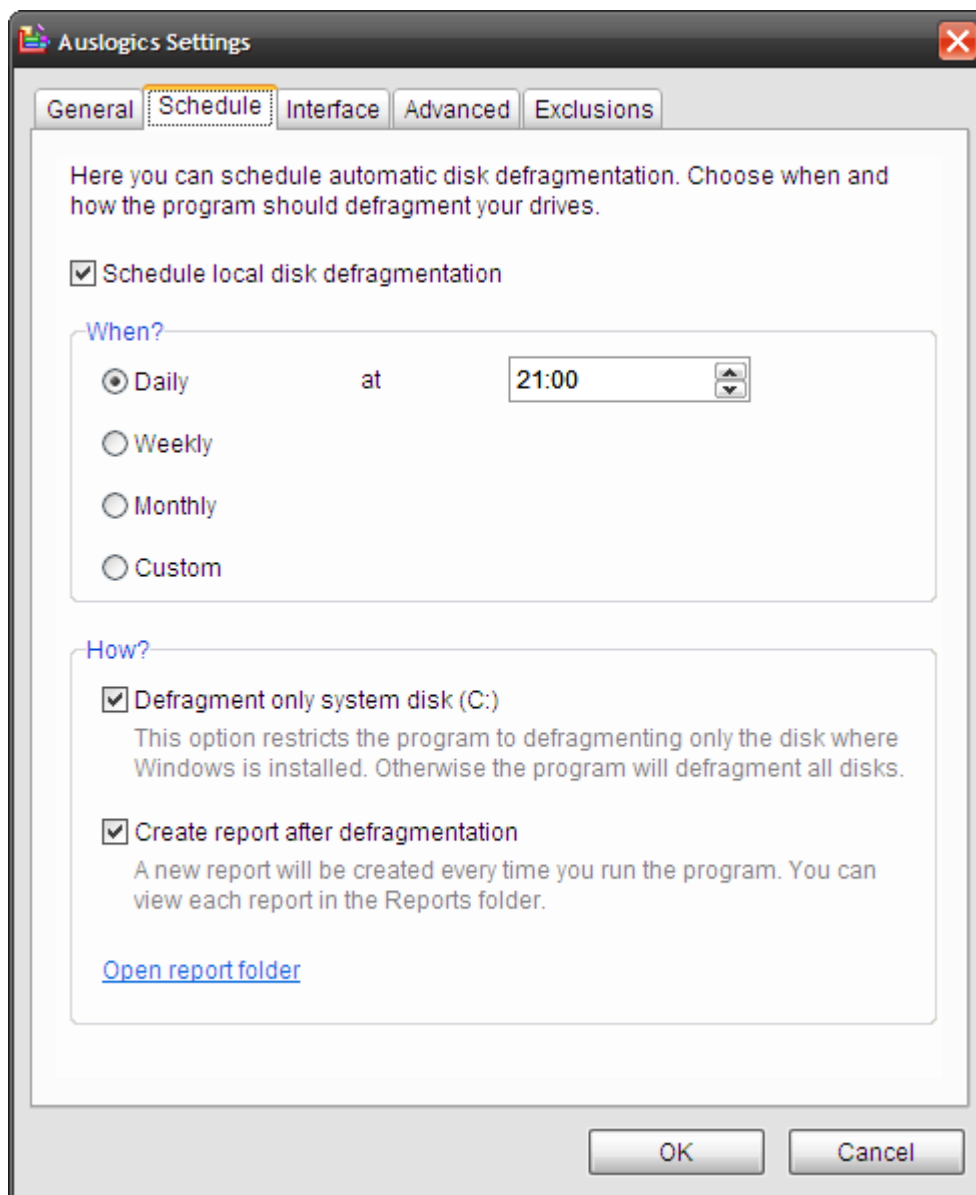 Auslogics Settings
General Schedule Interface Advanced Exclusions
Here you can schedule automatic disk defragmentation. Choose when and
how the program should defragment your drives.
Schedule local disk defragmentation
When?
Daily at 21:00
Weekly
Monthly
Custom
How?
Defragment only system disk (C:)
This option restricts the program to defragmenting only the disk where
Windows is installed. Otherwise the program will defragment all disks.
Create report after defragmentation
A new report will be created every time you run the program. You can
view each report in the Reports folder.
Open report folder
OK Cancel